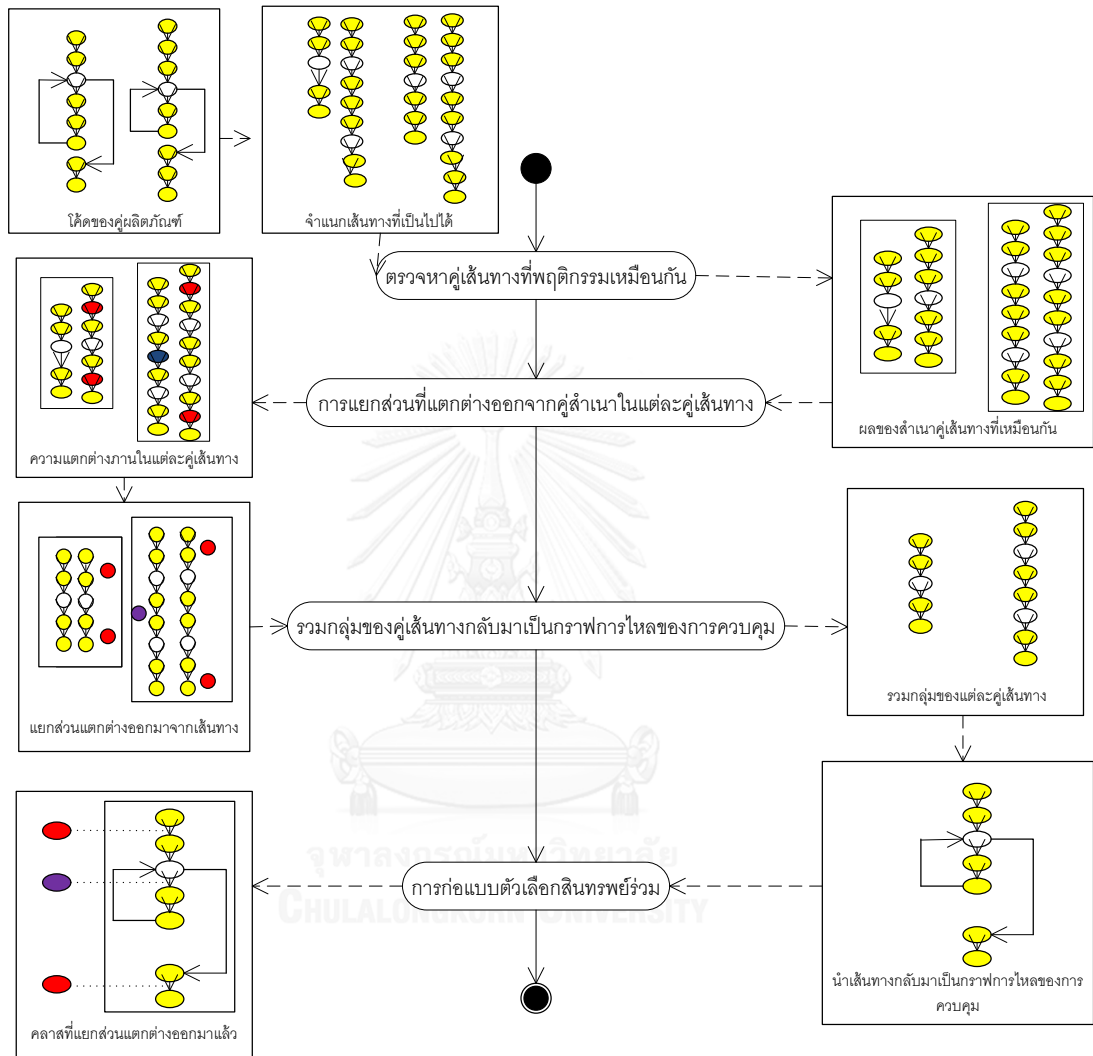 โค้ดของคู่ผลิตภัณฑ์
จำแนกเส้นทางที่เป็นไปได้
ตรวจหาคู่เส้นทางที่พฤติกรรมเหมือนกัน
ผลของสำเนาคู่เส้นทางที่เหมือนกัน
การแยกส่วนที่แตกต่างออกจากคู่สำเนาในแต่ละคู่เส้นทาง
ความแตกต่างภานในแต่ละคู่เส้นทาง
แยกส่วนแตกต่างออกมาจากเส้นทาง
รวมกลุ่มของคู่เส้นทางกลับมาเป็นกราฟการไหลของการควบคุม
รวมกลุ่มของแต่ละคู่เส้นทาง
นำเส้นทางกลับมาเป็นกราฟการไหลของการ
ควบคุม
การก่อแบบตัวเลือกสินทรัพย์ร่วม
คลาสที่แยกส่วนแตกต่างออกมาแล้ว
จุฬาลงกรณ์มหาวิทยาลัย
CHULALONGKORN UNIVERSITY